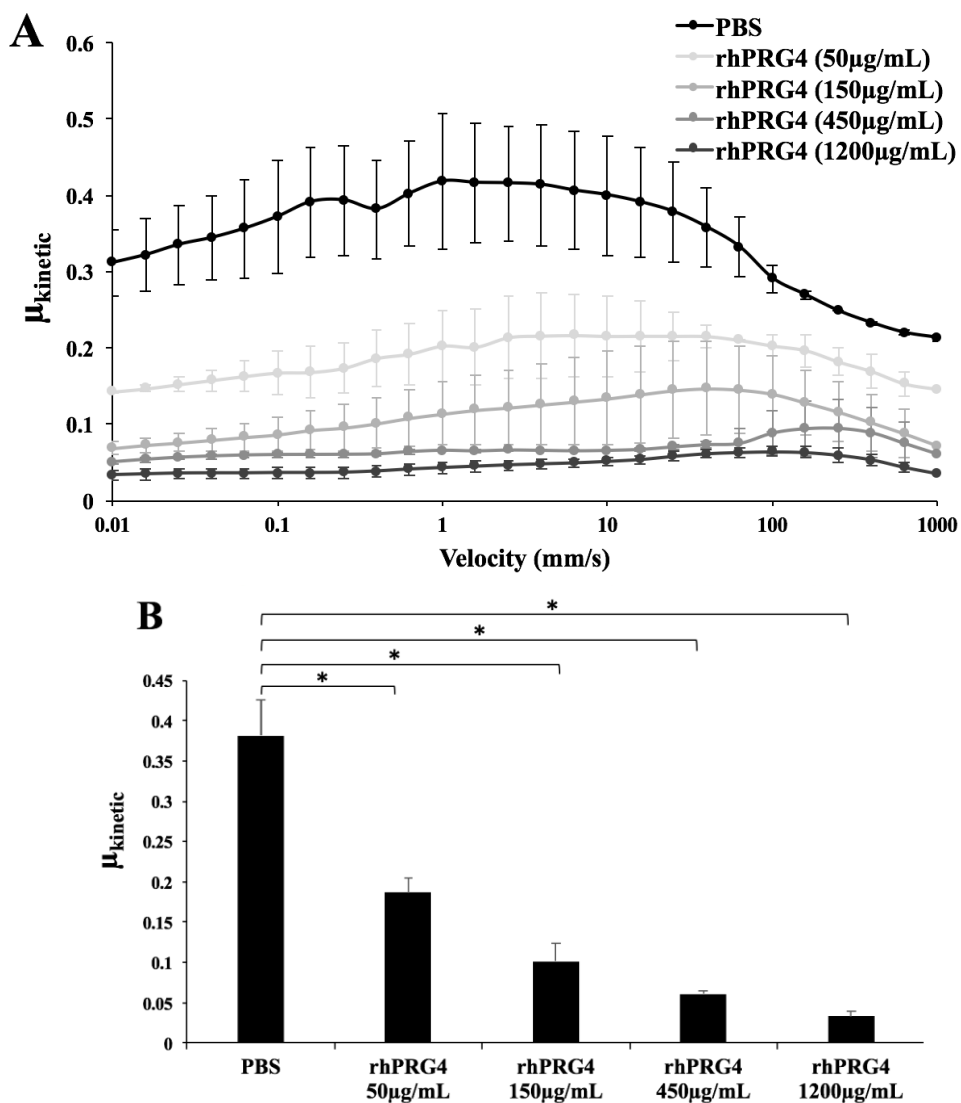 A
PBS
rhPRG4 (50µg/mL)
rhPRG4 (150µg/mL)
rhPRG4 (450µg/mL)
rhPRG4 (1200µg/mL)
0.6
0.5
0.4
0.3
0.2
0.1
0
µkinetic
0.01 0.1 1 10 100 1000
Velocity (mm/s)
B
*
*
*
*
0.45
0.4
0.35
0.3
0.25
0.2
0.15
0.1
0.05
0
µkinetic
PBS rhPRG4 rhPRG4 rhPRG4 rhPRG4
50µg/mL 150µg/mL 450µg/mL 1200µg/mL